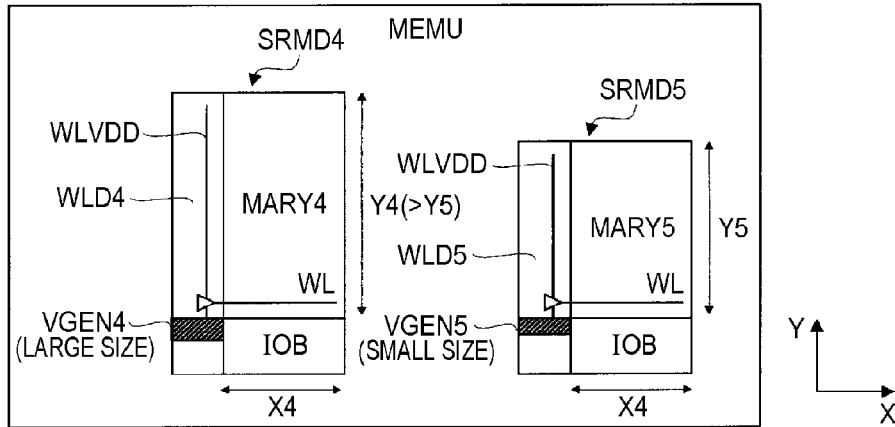 MEMU
SRMD4
SRMD5
WLVDD
WLVDD
WLD4
MARY4
Y4(>Y5)
MARY5
Y5
WLD5
WL
WL
VGEN4
(LARGE SIZE)
IOB
VGEN5
(SMALL SIZE)
IOB
X4
X4
Y
X